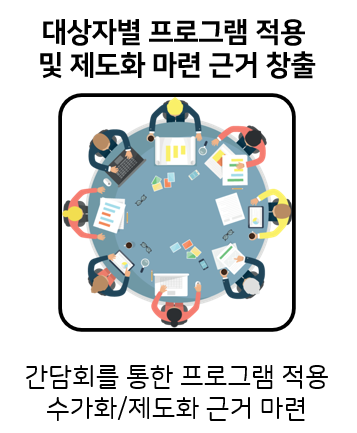 대상자별 프로그램 적용
및 제도화 마련 근거 창출
간담회를 통한 프로그램 적용
수가화/제도화 근거 마련